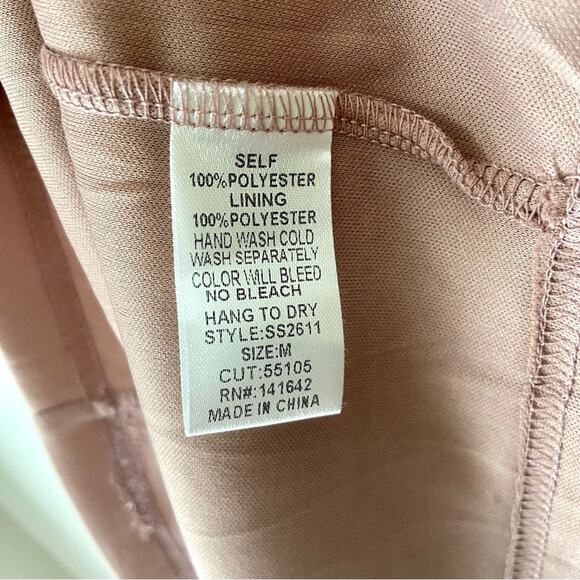 SELF
100%POLYESTER
LINING
100%POLYESTER
HAND WASH COLD
WASH SEPARATELY
COLOR WILL BLEED
NO BLEACH
HANG TO DRY
STYLE:SS2611
SIZE:M
CUT:55105
RN#:141642
MADE IN CHINA